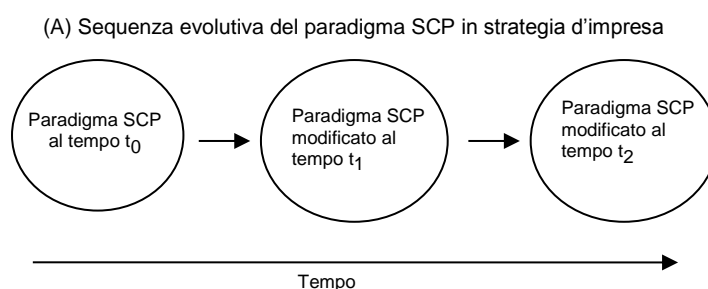 (A) Sequenza evolutiva del paradigma SCP in strategia d'impresa
Paradigma SCP
al tempo t0
Paradigma SCP
modificato al
tempo t1
Paradigma SCP
modificato al
tempo t2
Tempo